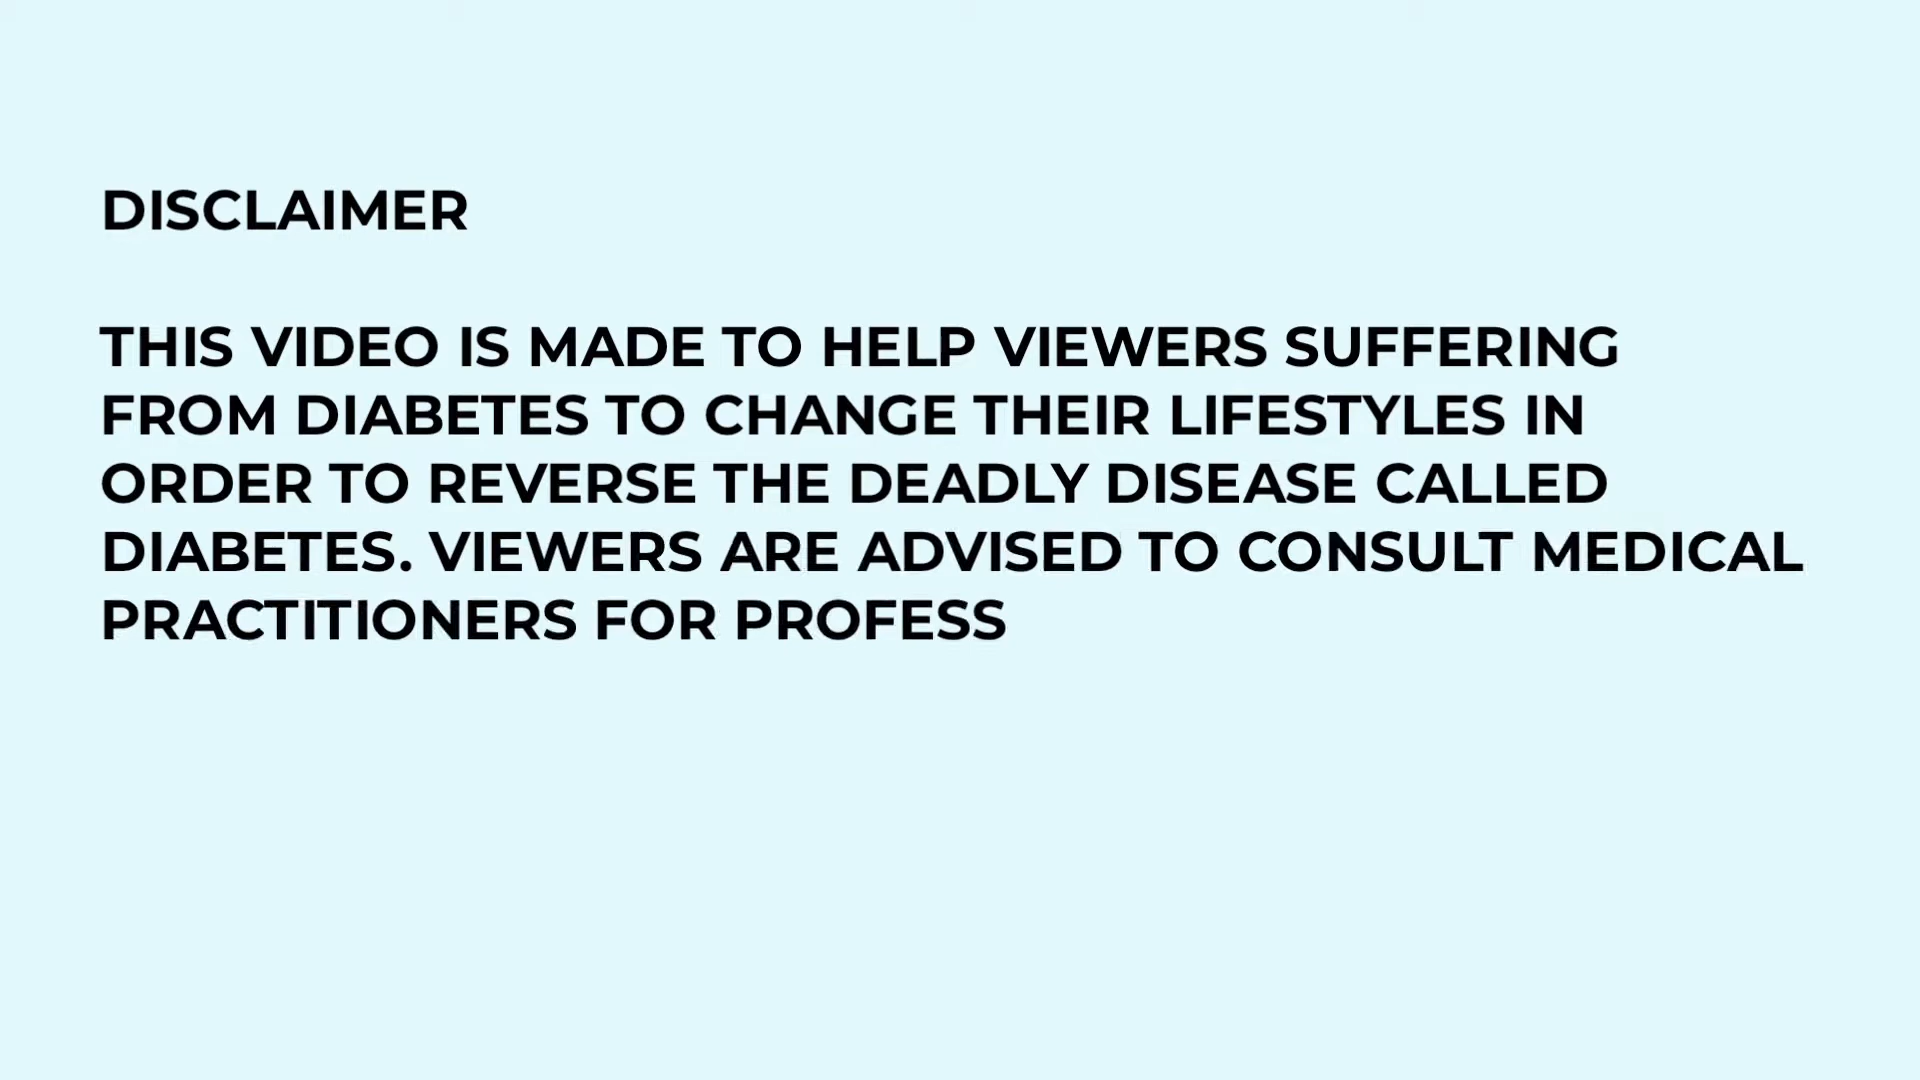 DISCLAIMER
THIS VIDEO IS MADE TO HELP VIEWERS SUFFERING
FROM DIABETES TO CHANGE THEIR LIFESTYLES IN
ORDER TO REVERSE THE DEADLY DISEASE CALLED
DIABETES. VIEWERS ARE ADVISED TO CONSULT MEDICAL
PRACTITIONERS FOR PROFESS